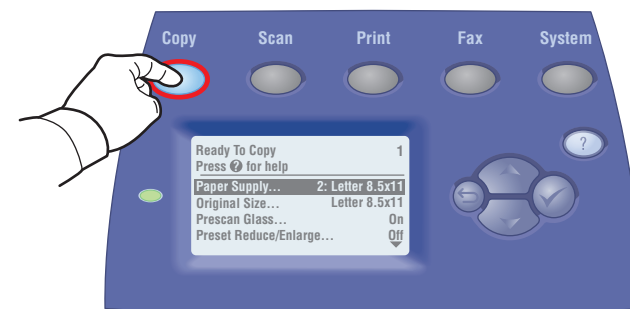 Copy Scan Print Fax System
?
Ready To Copy 1
Press ? for help
Paper Supply... 2: Letter 8.5x11
Original Size... Letter 8.5x11
Prescan Glass... On
Preset Reduce/Enlarge... Off